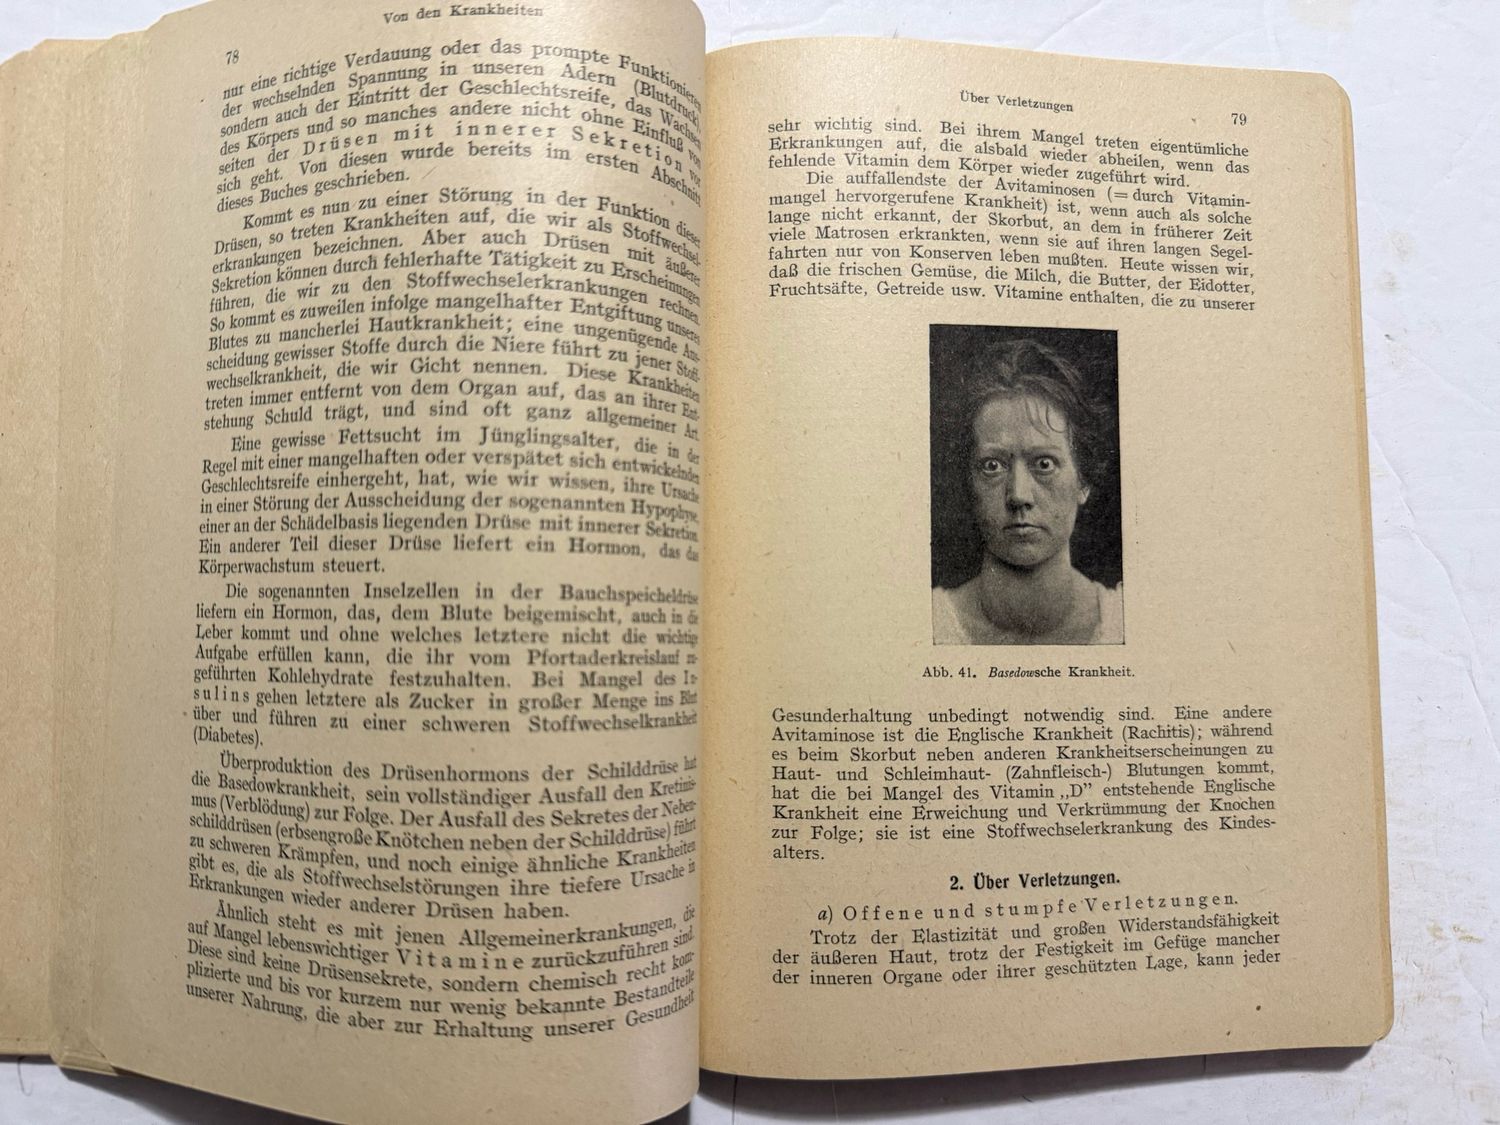 Von den Krankheiten
78
nur eine richtige Verdauung oder das prompte Funktionieren
der wechselnden Spannung in unseren Adern (Blutdruck),
sondern auch der Eintritt der Geschlechtsreife, das Wachsen
des Körpers und so manches andere nicht ohne Einfluß von
seiten der Drüsen mit innerer Sekretion vor
sich geht. Von diesen wurde bereits im ersten Abschnitt
dieses Buches geschrieben.
Kommt es nun zu einer Störung in der Funktion dieser
Drüsen, so treten Krankheiten auf, die wir als Stoffwechsel-
erkrankungen bezeichnen. Aber auch Drüsen mit äußerer
Sekretion können durch fehlerhafte Tätigkeit zu Erscheinungen
führen, die wir zu den Stoffwechselerkrankungen rechnen.
So kommt es zuweilen infolge mangelhafter Entgiftung unseres
Blutes zu mancherlei Hautkrankheit; eine ungenügende Aus-
scheidung gewisser Stoffe durch die Niere führt zu jener Stoff-
wechselkrankheit, die wir Gicht nennen. Diese Krankheiten
treten immer entfernt von dem Organ auf, das an ihrer Ent-
stehung Schuld trägt, und sind oft ganz allgemeiner Art.
Eine gewisse Fettsucht im Jünglingsalter, die in der
Regel mit einer mangelhaften oder verspätet sich entwickelnden
Geschlechtsreife einhergeht, hat, wie wir wissen, ihre Ursache
in einer Störung der Ausscheidung der sogenannten Hypophyse,
einer an der Schädelbasis liegenden Drüse mit innerer Sekretion.
Ein anderer Teil dieser Drüse liefert ein Hormon, das das
Körperwachstum steuert.
Die sogenannten Inselzellen in der Bauchspeicheldrüse
liefern ein Hormon, das, dem Blute beigemischt, auch in die
Leber kommt und ohne welches letztere nicht die wichtige
Aufgabe erfüllen kann, die ihr vom Pfortaderkreislauf zu-
geführten Kohlehydrate festzuhalten. Bei Mangel des In-
sulins gehen letztere als Zucker in großer Menge ins Blut
über und führen zu einer schweren Stoffwechselkrankheit
(Diabetes).
Überproduktion des Drüsenhormons der Schilddrüse hat
die Basedowkrankheit, sein vollständiger Ausfall den Kretinis-
mus (Verblödung) zur Folge. Der Ausfall des Sekretes der Neben-
schilddrüsen (erbsengroße Knötchen neben der Schilddrüse) führt
zu schweren Krämpfen, und noch einige ähnliche Krankheiten
gibt es, die als Stoffwechselstörungen ihre tiefere Ursache in
Erkrankungen wieder anderer Drüsen haben.
Ähnlich steht es mit jenen Allgemeinerkrankungen, die
auf Mangel lebenswichtiger Vitamine zurückzuführen sind.
Diese sind keine Drüsensekrete, sondern chemisch recht kom-
plizierte und bis vor kurzem nur wenig bekannte Bestandteile
unserer Nahrung, die aber zur Erhaltung unserer Gesundheit
Über Verletzungen
79
sehr wichtig sind. Bei ihrem Mangel treten eigentümliche
Erkrankungen auf, die alsbald wieder abheilen, wenn das
fehlende Vitamin dem Körper wieder zugeführt wird.
Die auffallendste der Avitaminosen (= durch Vitamin-
mangel hervorgerufene Krankheit) ist, wenn auch als solche
lange nicht erkannt, der Skorbut, an dem in früherer Zeit
viele Matrosen erkrankten, wenn sie auf ihren langen Segel-
fahrten nur von Konserven leben mußten. Heute wissen wir,
daß die frischen Gemüse, die Milch, die Butter, der Eidotter,
Fruchtsäfte, Getreide usw. Vitamine enthalten, die zu unserer
Abb. 41. Basedowsche Krankheit.
Gesunderhaltung unbedingt notwendig sind. Eine andere
Avitaminose ist die Englische Krankheit (Rachitis); während
es beim Skorbut neben anderen Krankheitserscheinungen zu
Haut- und Schleimhaut- (Zahnfleisch-) Blutungen kommt,
hat die bei Mangel des Vitamin „D” entstehende Englische
Krankheit eine Erweichung und Verkrümmung der Knochen
zur Folge; sie ist eine Stoffwechselerkrankung des Kindes-
alters.
2. Über Verletzungen.
a) Offene und stumpfe Verletzungen.
Trotz der Elastizität und großen Widerstandsfähigkeit
der äußeren Haut, trotz der Festigkeit im Gefüge mancher
der inneren Organe oder ihrer geschützten Lage, kann jeder